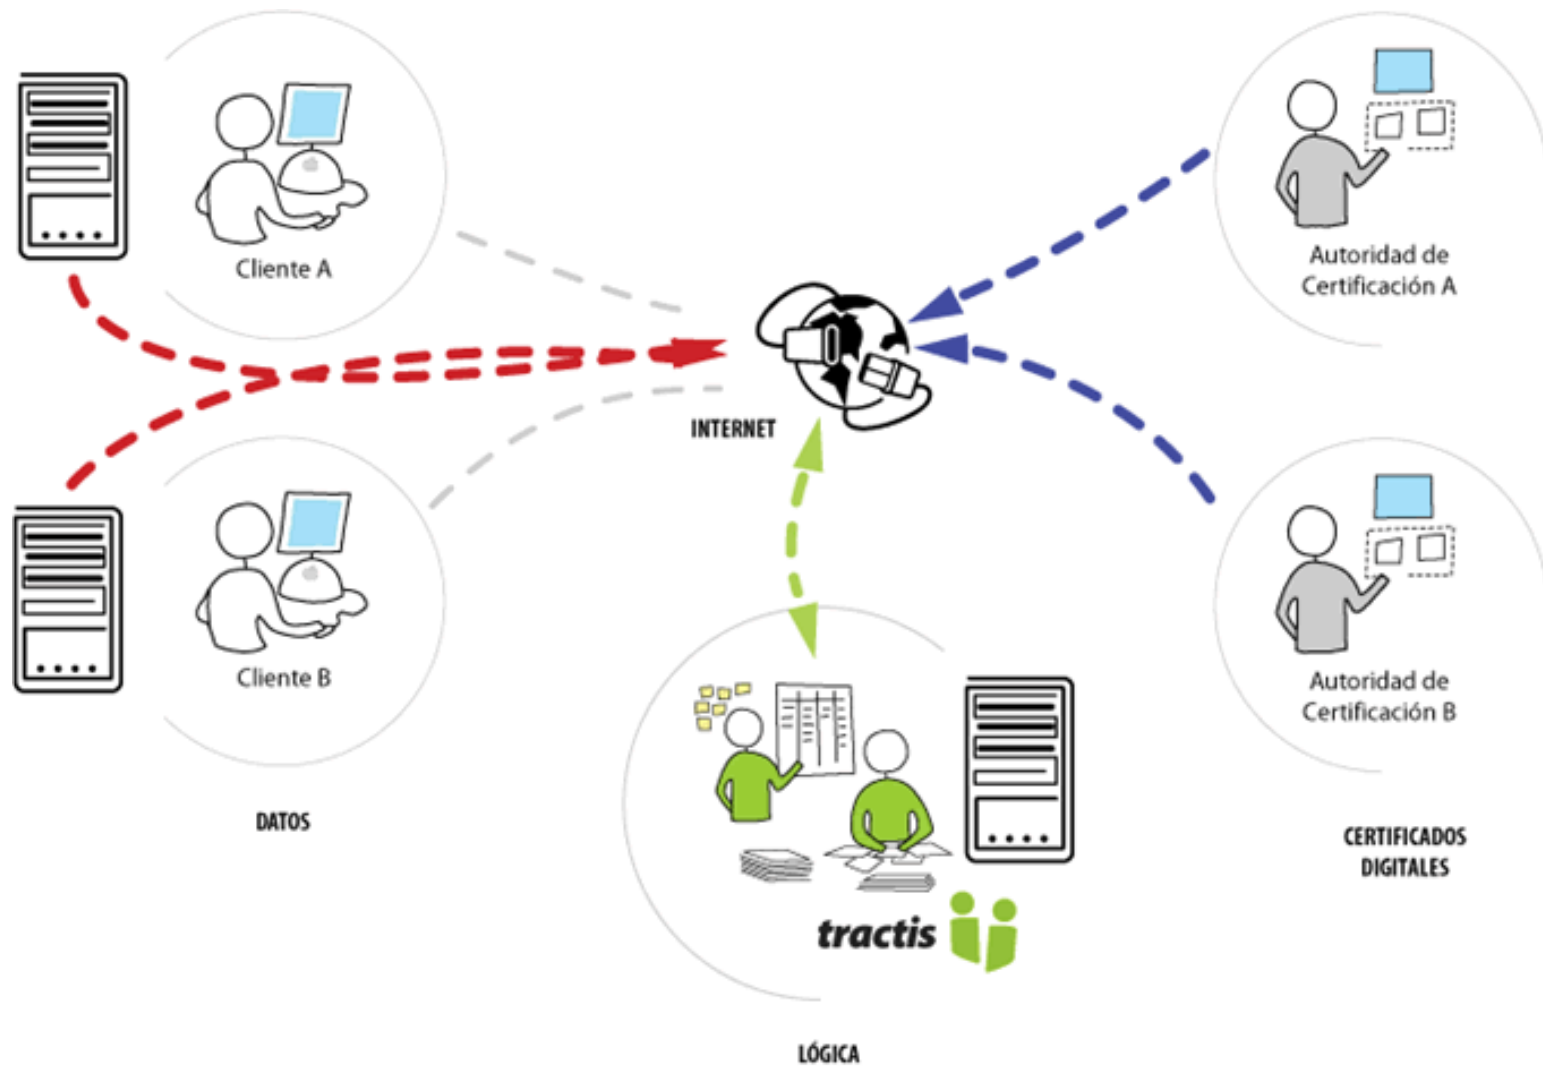 Cliente A
Autoridad de
Certificación A
INTERNET
Cliente B
Autoridad de
Certificación B
DATOS
CERTIFICADOS
DIGITALES
tractis
LÓGICA